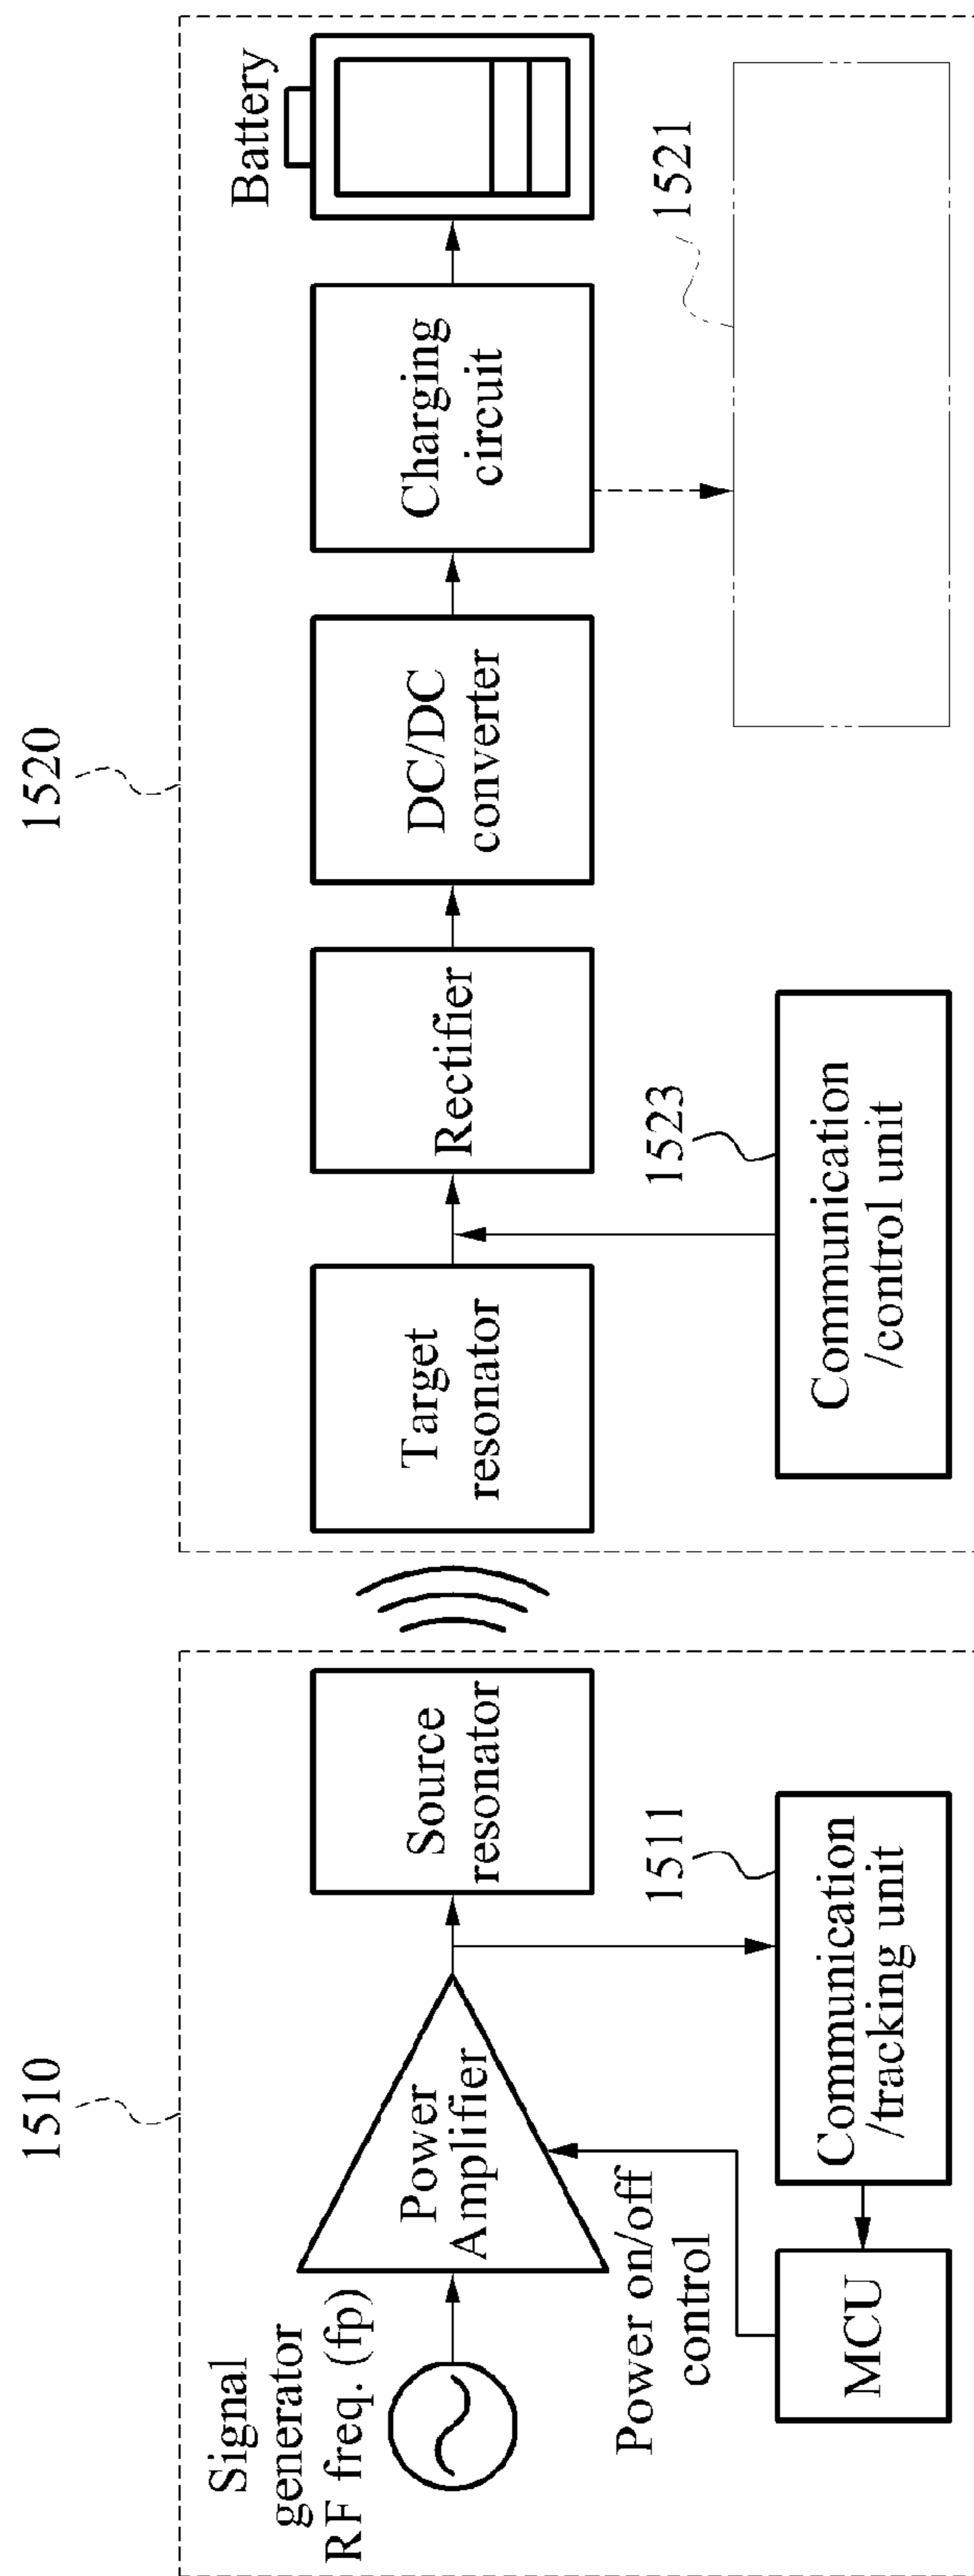 1510
Signal
generator
RF freq. (fp)
Power
Amplifier
Source
resonator
Power on/off
control
1511
MCU
Communication
/tracking unit
1520
Target
resonator
Rectifier
DC/DC
converter
Charging
circuit
Battery
1523
Communication
/control unit
1521